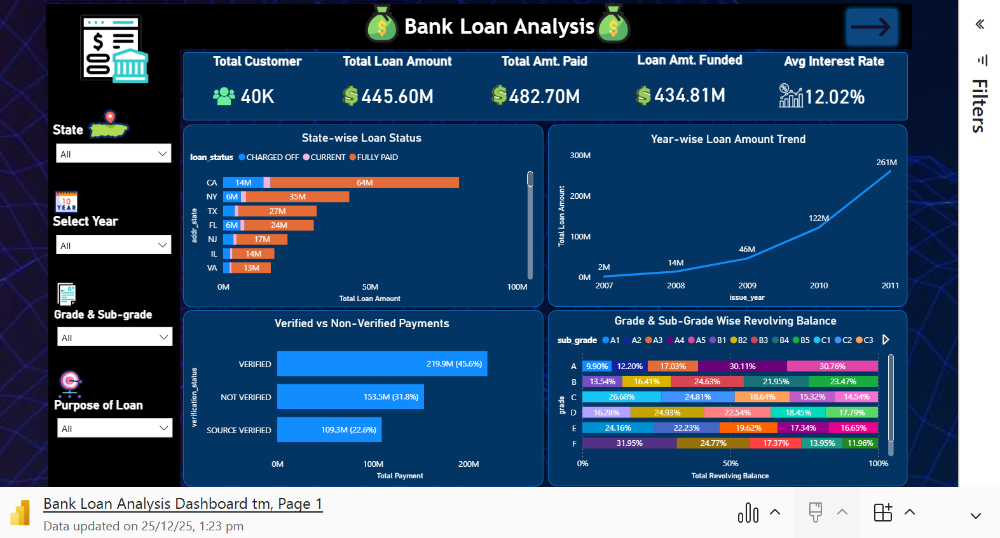 Bank Loan Analysis
Total Customer
40K
Total Loan Amount
$445.60M
Total Amt. Paid
$482.70M
Loan Amt. Funded
$434.81M
Avg Interest Rate
12.02%
State
All
10
YEAR
Select Year
All
A+
Grade & Sub-grade
All
Purpose of Loan
All
State-wise Loan Status
loan_status CHARGED OFF CURRENT FULLY PAID
addr_state
CA 14M 64M
NY 6M 35M
TX 27M
FL 6M 24M
NJ 17M
IL 14M
VA 13M
0M 50M 100M
Total Loan Amount
Year-wise Loan Amount Trend
Total Loan Amount
300M
200M
100M
0M
2M
14M
46M
122M
261M
2007 2008 2009 2010 2011
issue_year
Verified vs Non-Verified Payments
verification_status
VERIFIED 219.9M (45.6%)
NOT VERIFIED 153.5M (31.8%)
SOURCE VERIFIED 109.3M (22.6%)
0M 100M 200M
Total Payment
Grade & Sub-Grade Wise Revolving Balance
sub_grade A1 A2 A3 A4 A5 B1 B2 B3 B4 B5 C1 C2 C3
grade
A 9.90% 12.20% 17.03% 30.11% 30.76%
B 13.54% 16.41% 24.63% 21.95% 23.47%
C 26.68% 24.81% 18.64% 15.32% 14.54%
D 16.28% 24.93% 22.54% 18.45% 17.79%
E 24.16% 22.23% 19.62% 17.34% 16.65%
F 31.95% 24.77% 17.37% 13.95% 11.96%
0% 50% 100%
Total Revolving Balance
Filters
Bank Loan Analysis Dashboard tm, Page 1
Data updated on 25/12/25, 1:23 pm